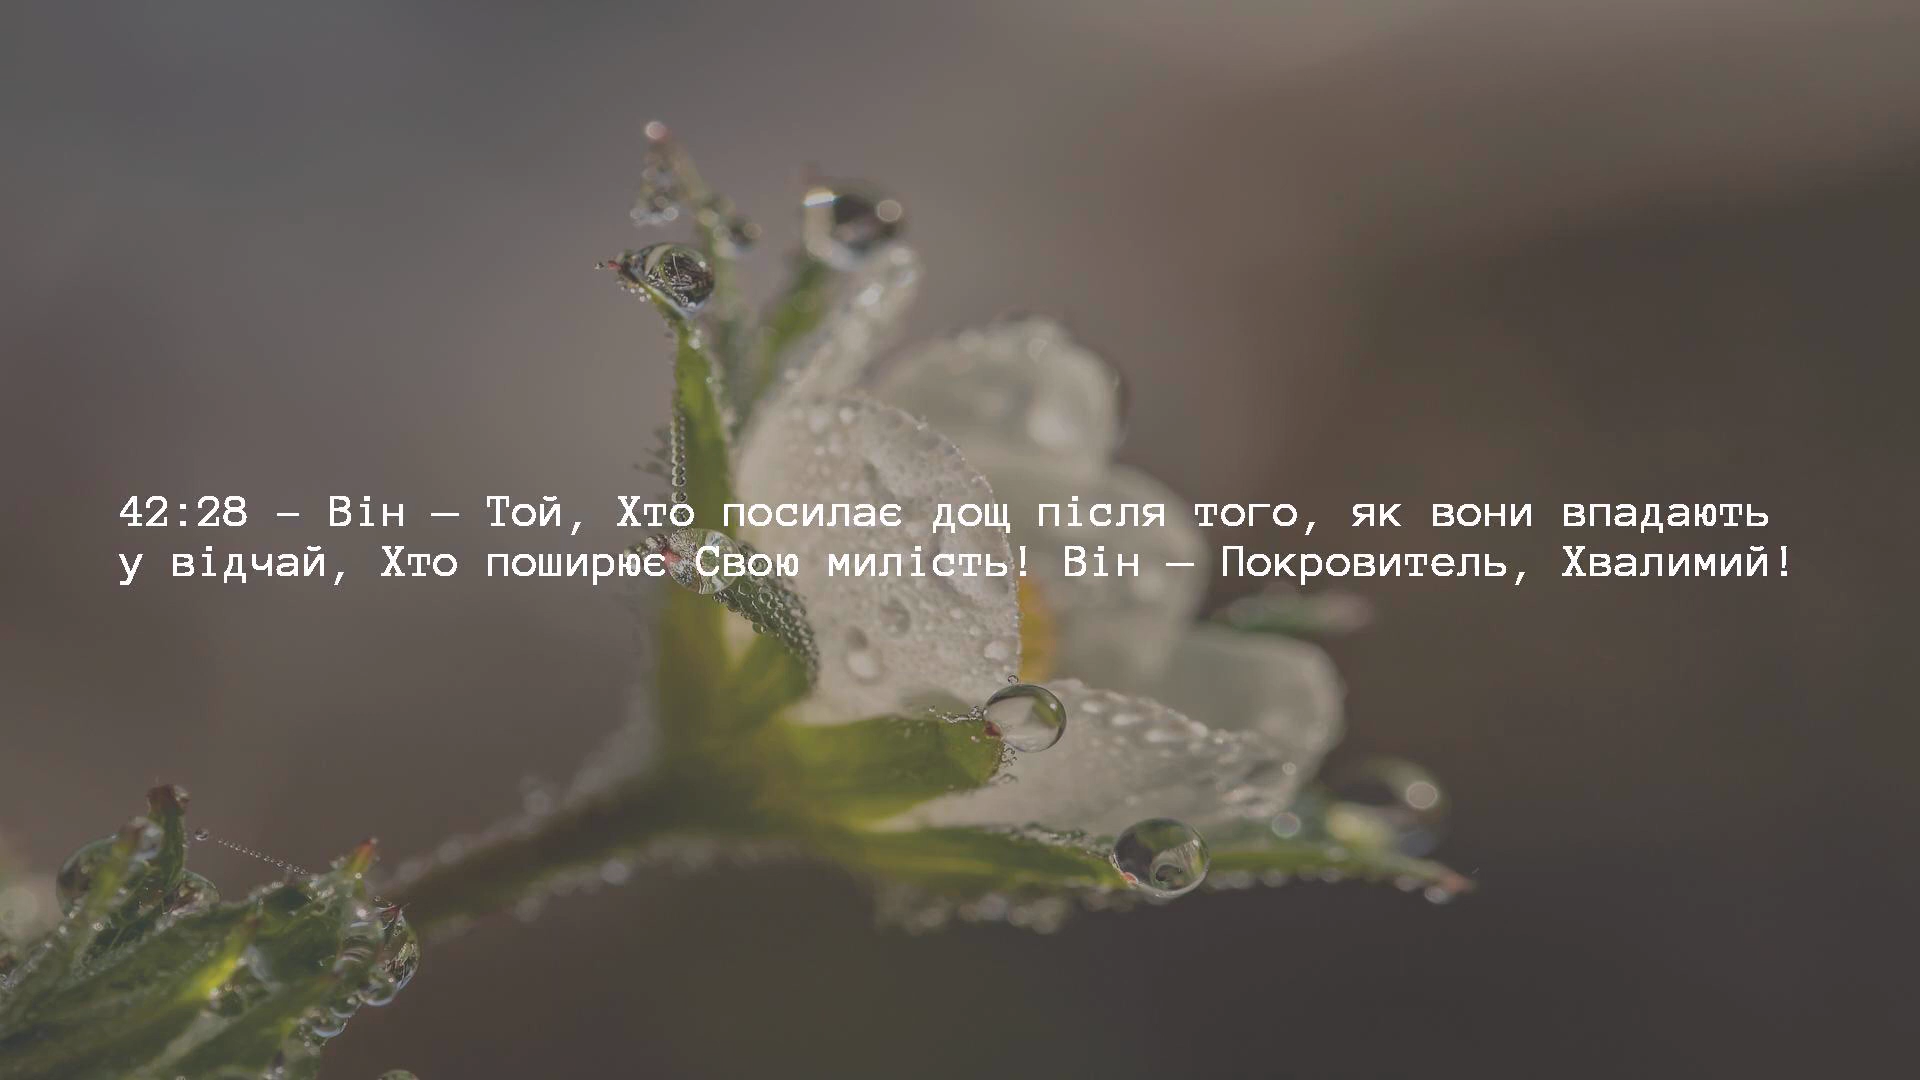 42:28 – Він — Той, Хто посилає дощ після того, як вони впадають
у відчай, Хто поширює Свою милість! Він — Покровитель, Хвалимий!